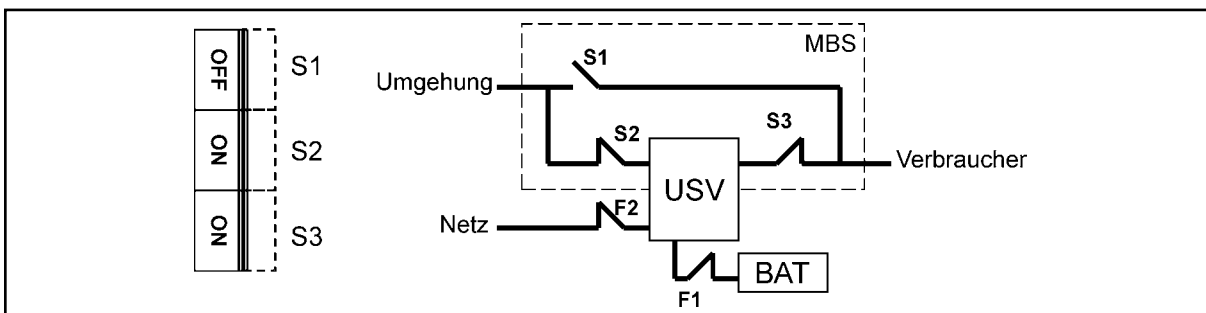 OFF
S1
ON
S2
ON
S3
MBS
S1
Umgehung
S2
S3
Verbraucher
USV
Netz
F2
BAT
F1